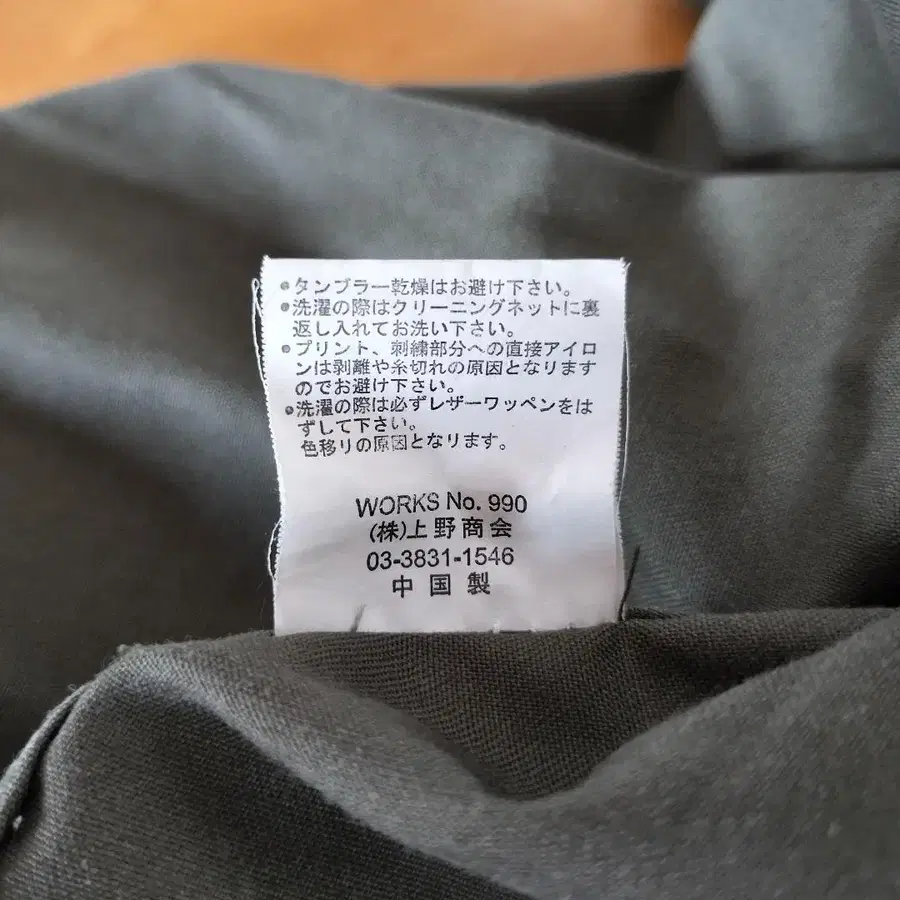 ●タンブラー乾燥はお避け下さい。
●洗濯の際はクリーニングネットに裏
返し入れてお洗い下さい。
●プリント、刺繍部分への直接アイロ
ンは剥離や糸切れの原因となります
のでお避け下さい。
●洗濯の際は必ずレザーワッペンをは
ずして下さい。
色移りの原因となります。
WORKS No. 990
(株)上野商会
03-3831-1546
中国製